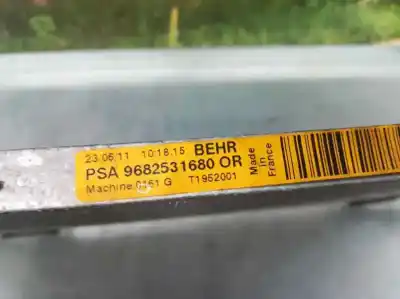 23.06.11 10:18.15 BEHR
PSA 9682531680 OR
Machine 0161 G T1952001
Made in France